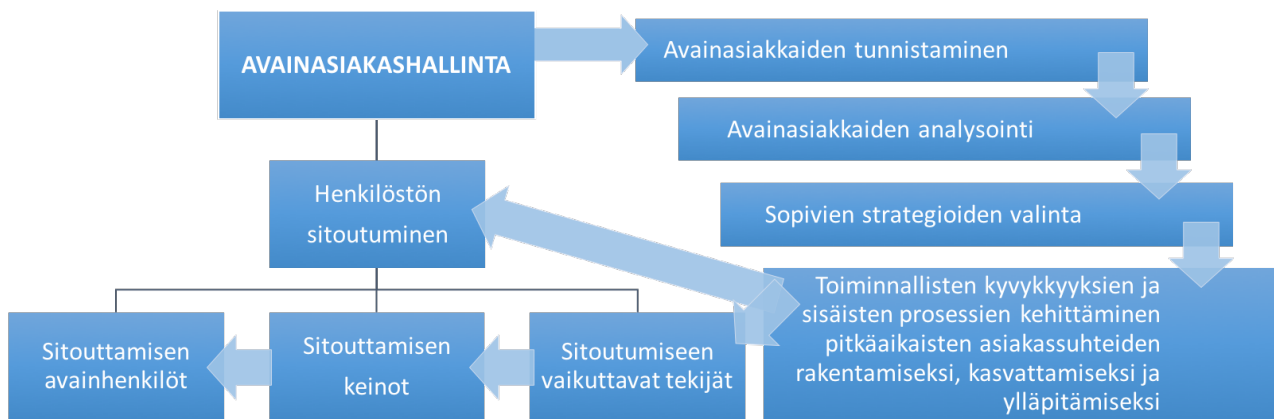 AVAINASIAKASHALLINTA
Avainasiakkaiden tunnistaminen
Avainasiakkaiden analysointi
Sopivien strategioiden valinta
Toiminnallisten kyvykkyyksien ja
sisäisten prosessien kehittäminen
pitkäaikaisten asiakassuhteiden
rakentamiseksi, kasvattamiseksi ja
ylläpitämiseksi
Henkilöstön
sitoutuminen
Sitouttamisen
avainhenkilöt
Sitouttamisen
keinot
Sitoutumiseen
vaikuttavat tekijät